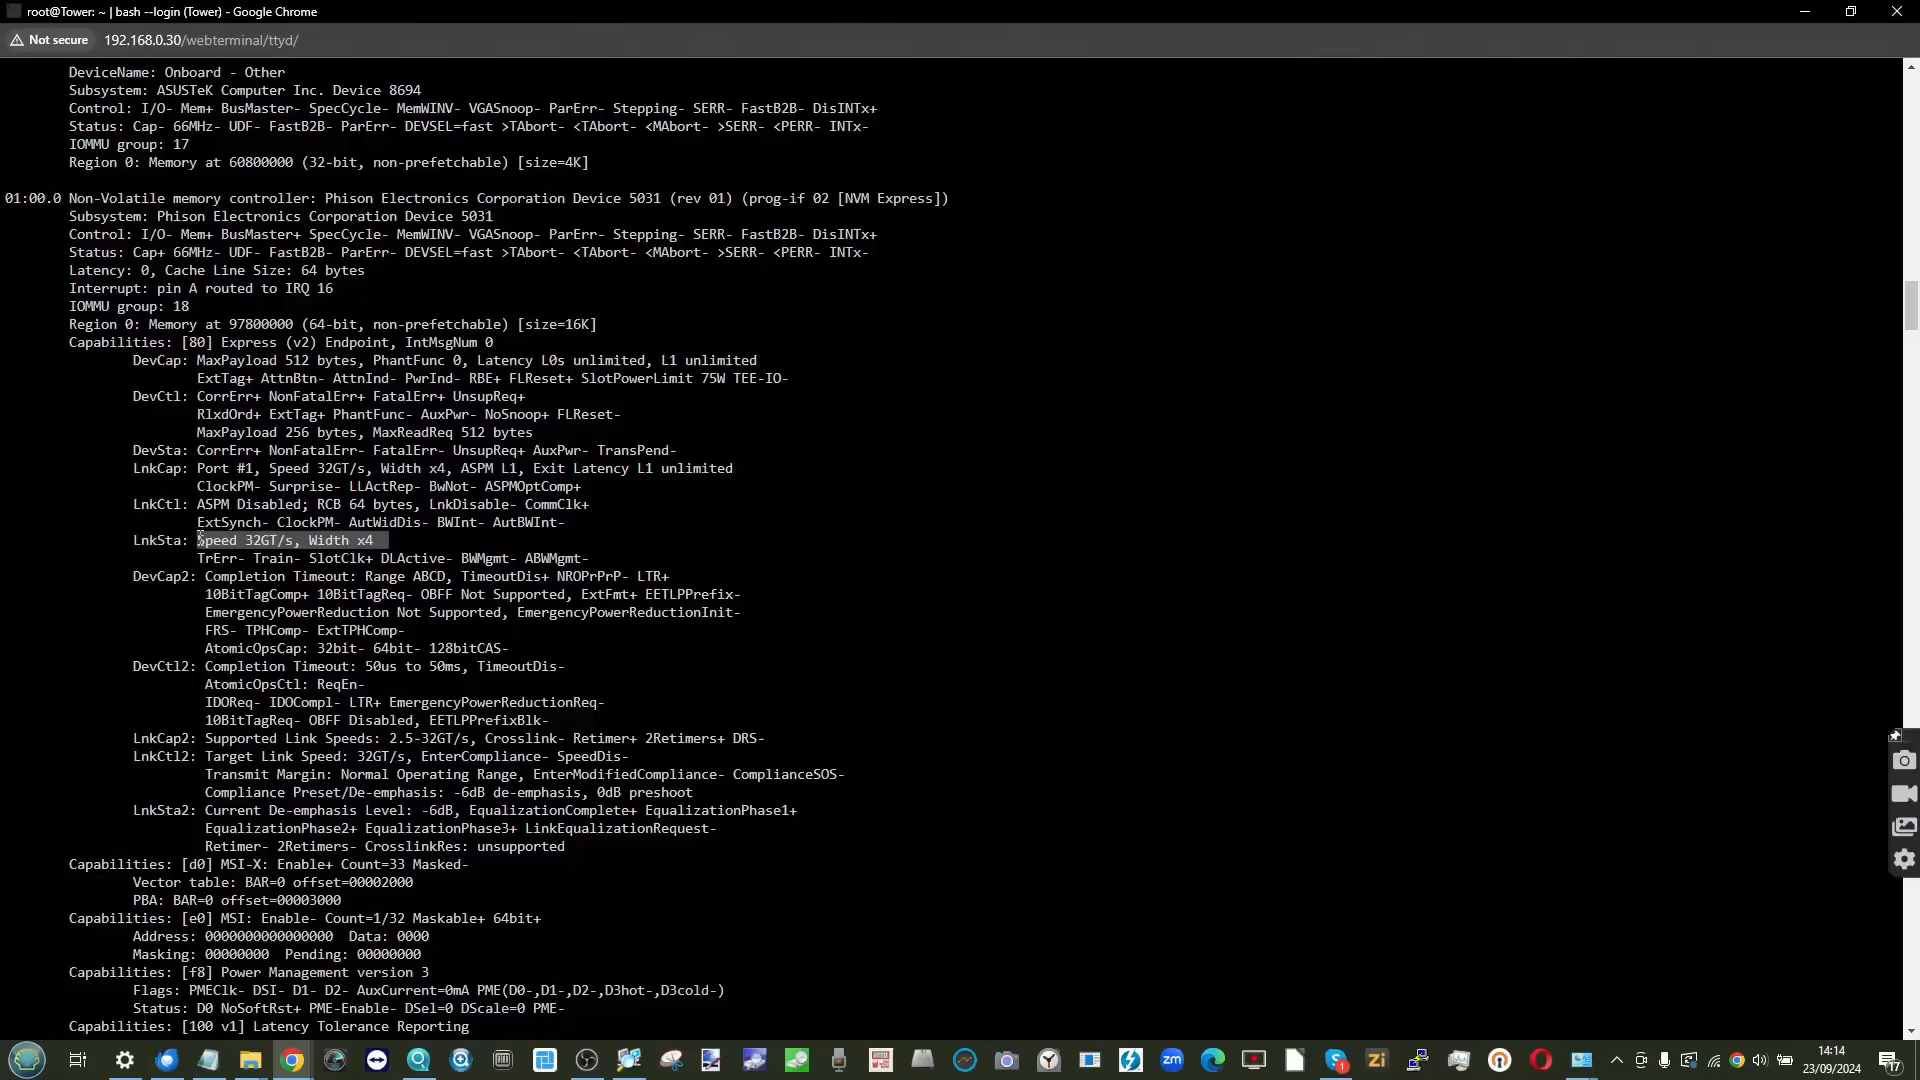 root@Tower: ~ | bash --login (Tower) - Google Chrome
Not secure 192.168.0.30/webterminal/ttyd/
DeviceName: Onboard - Other
Subsystem: ASUSTeK Computer Inc. Device 8694
Control: I/O- Mem+ BusMaster- SpecCycle- MemWINV- VGASnoop- ParErr- Stepping- SERR- FastB2B- DisINTx+
Status: Cap- 66MHz- UDF- FastB2B- ParErr- DEVSEL=fast >TAbort- <TAbort- <MAbort- >SERR- <PERR- INTx-
IOMMU group: 17
Region 0: Memory at 60800000 (32-bit, non-prefetchable) [size=4K]
01:00.0 Non-Volatile memory controller: Phison Electronics Corporation Device 5031 (rev 01) (prog-if 02 [NVM Express])
Subsystem: Phison Electronics Corporation Device 5031
Control: I/O- Mem+ BusMaster+ SpecCycle- MemWINV- VGASnoop- ParErr- Stepping- SERR- FastB2B- DisINTx+
Status: Cap+ 66MHz- UDF- FastB2B- ParErr- DEVSEL=fast >TAbort- <TAbort- <MAbort- >SERR- <PERR- INTx-
Latency: 0, Cache Line Size: 64 bytes
Interrupt: pin A routed to IRQ 16
IOMMU group: 18
Region 0: Memory at 97800000 (64-bit, non-prefetchable) [size=16K]
Capabilities: [80] Express (v2) Endpoint, IntMsgNum 0
DevCap: MaxPayload 512 bytes, PhantFunc 0, Latency L0s unlimited, L1 unlimited
ExtTag+ AttnBtn- AttnInd- PwrInd- RBE+ FLReset+ SlotPowerLimit 75W TEE-IO-
DevCtl: CorrErr+ NonFatalErr+ FatalErr+ UnsupReq+
RlxdOrd+ ExtTag+ PhantFunc- AuxPwr- NoSnoop+ FLReset-
MaxPayload 256 bytes, MaxReadReq 512 bytes
DevSta: CorrErr+ NonFatalErr- FatalErr- UnsupReq+ AuxPwr- TransPend-
LnkCap: Port #1, Speed 32GT/s, Width x4, ASPM L1, Exit Latency L1 unlimited
ClockPM- Surprise- LLActRep- BwNot- ASPMOptComp+
LnkCtl: ASPM Disabled; RCB 64 bytes, LnkDisable- CommClk+
ExtSynch- ClockPM- AutWidDis- BWInt- AutBWInt-
LnkSta: Speed 32GT/s, Width x4
TrErr- Train- SlotClk+ DLActive- BWMgmt- ABWMgmt-
DevCap2: Completion Timeout: Range ABCD, TimeoutDis+ NROPrPrP- LTR+
10BitTagComp+ 10BitTagReq- OBFF Not Supported, ExtFmt+ EETLPPrefix-
EmergencyPowerReduction Not Supported, EmergencyPowerReductionInit-
FRS- TPHComp- ExtTPHComp-
AtomicOpsCap: 32bit- 64bit- 128bitCAS-
DevCtl2: Completion Timeout: 50us to 50ms, TimeoutDis-
AtomicOpsCtl: ReqEn-
IDOReq- IDOCompl- LTR+ EmergencyPowerReductionReq-
10BitTagReq- OBFF Disabled, EETLPPrefixBlk-
LnkCap2: Supported Link Speeds: 2.5-32GT/s, Crosslink- Retimer+ 2Retimers+ DRS-
LnkCtl2: Target Link Speed: 32GT/s, EnterCompliance- SpeedDis-
Transmit Margin: Normal Operating Range, EnterModifiedCompliance- ComplianceSOS-
Compliance Preset/De-emphasis: -6dB de-emphasis, 0dB preshoot
LnkSta2: Current De-emphasis Level: -6dB, EqualizationComplete+ EqualizationPhase1+
EqualizationPhase2+ EqualizationPhase3+ LinkEqualizationRequest-
Retimer- 2Retimers- CrosslinkRes: unsupported
Capabilities: [d0] MSI-X: Enable+ Count=33 Masked-
Vector table: BAR=0 offset=00002000
PBA: BAR=0 offset=00003000
Capabilities: [e0] MSI: Enable- Count=1/32 Maskable+ 64bit+
Address: 0000000000000000 Data: 0000
Masking: 00000000 Pending: 00000000
Capabilities: [f8] Power Management version 3
Flags: PMEClk- DSI- D1- D2- AuxCurrent=0mA PME(D0-,D1-,D2-,D3hot-,D3cold-)
Status: D0 NoSoftRst+ PME-Enable- DSel=0 DScale=0 PME-
Capabilities: [100 v1] Latency Tolerance Reporting
zm
Zi
14:14
23/09/2024
17